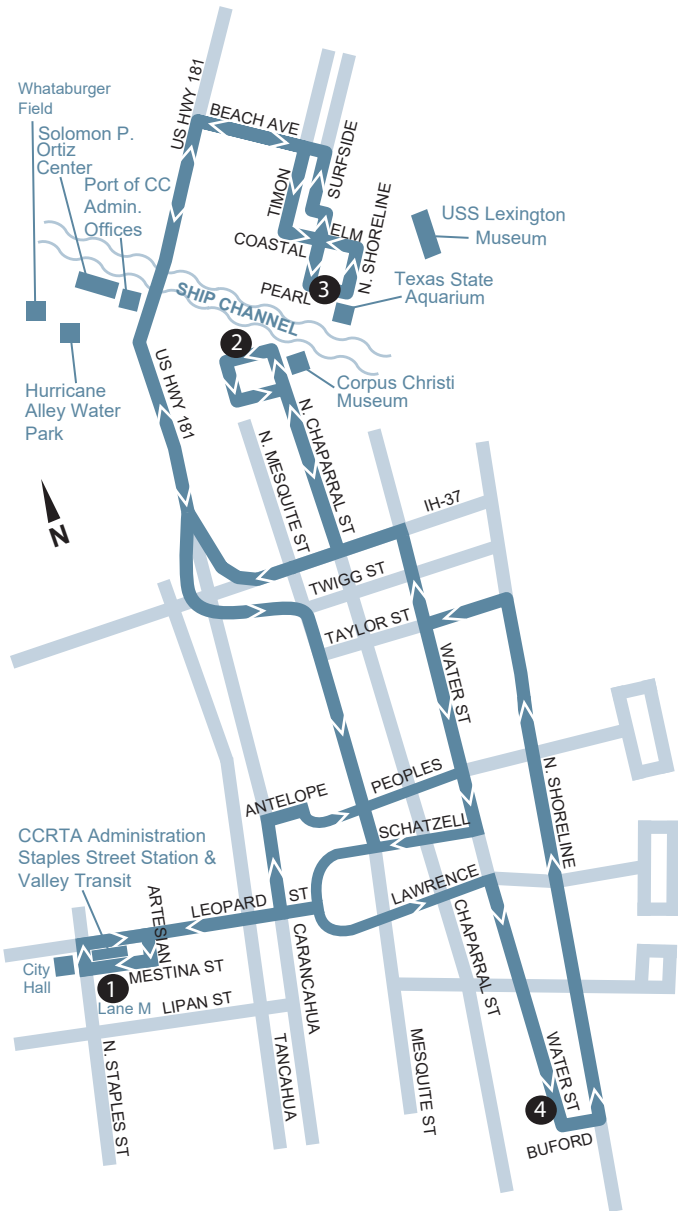 US HWY 181
Whataburger
Field
Solomon P.
Ortiz
Center
Port of CC
Admin.
Offices
BEACH AVE
TIMON
SURFSIDE
ELM
COASTAL
N. SHORELINE
USS Lexington
Museum
PEARL
3
Texas State
Aquarium
SHIP CHANNEL
2
Corpus Christi
Museum
Hurricane
Alley Water
Park
US HWY 181
N
N. MESQUITE ST
N. CHAPARRAL ST
IH-37
TWIGG ST
TAYLOR ST
WATER ST
N. SHORELINE
PEOPLES
ANTELOPE
SCHATZELL
CCRTA Administration
Staples Street Station &
Valley Transit
LAWRENCE
ARTESIAN
LEOPARD ST
CARANCAHUA
CHAPARRAL ST
City
Hall
MESTINA ST
1
Lane M
LIPAN ST
N. STAPLES ST
TANCAHUA
MESQUITE ST
WATER ST
4
BUFORD